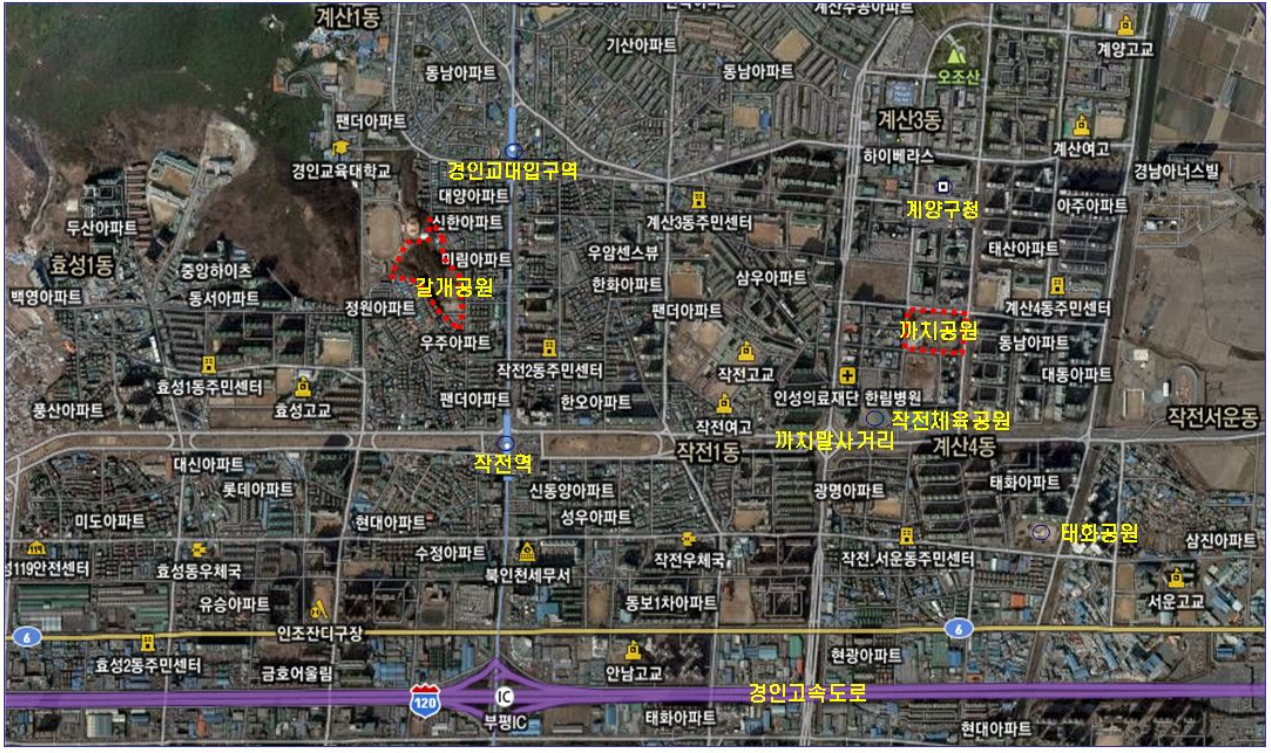 계산1동
계산주공아파트
기산아파트
계양고교
동남아파트
동남아파트
오조산
팬더아파트
계산3동
경인교육대학교
경인교대입구역
하이베라스
계산여고
경남아너스빌
대양아파트
계양구청
아주아파트
두산아파트
신한아파트
계산3동주민센터
태산아파트
효성1동
중앙하이츠
미림아파트
우암센스뷰
삼우아파트
백영아파트
동서아파트
정원아파트
갈개공원
한화아파트
팬더아파트
계산4동주민센터
까치공원
우주아파트
동남아파트
효성1동주민센터
작전2동주민센터
작전고교
대동아파트
풍산아파트
효성고교
팬더아파트
한오아파트
인성의료재단 한림병원
작전여고
작전체육공원
작전서운동
까치말사거리
계산4동
작전1동
대신아파트
작전역
롯데아파트
신동양아파트
광명아파트
태화아파트
미도아파트
현대아파트
성우아파트
태화공원
삼진아파트
119
성119안전센터
효성동우체국
수정아파트
북인천세무서
작전우체국
작전.서운동주민센터
유승아파트
동보1차아파트
서운고교
6
인조잔디구장
6
효성2동주민센터
금호어울림
안남고교
현광아파트
120
IC
부평IC
경인고속도로
태화아파트
현대아파트